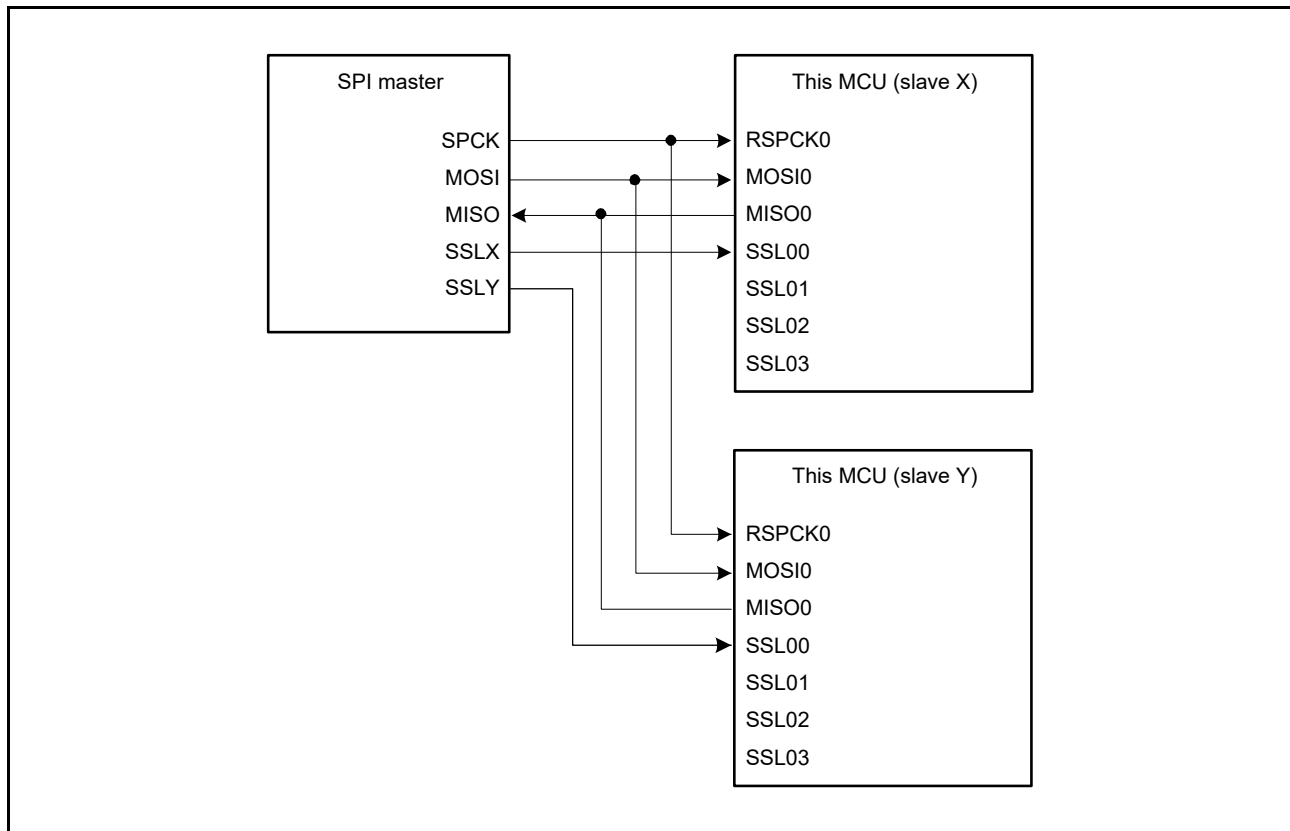 SPI master
SPCK
MOSI
MISO
SSLX
SSLY
This MCU (slave X)
RSPCK0
MOSI0
MISO0
SSL00
SSL01
SSL02
SSL03
This MCU (slave Y)
RSPCK0
MOSI0
MISO0
SSL00
SSL01
SSL02
SSL03